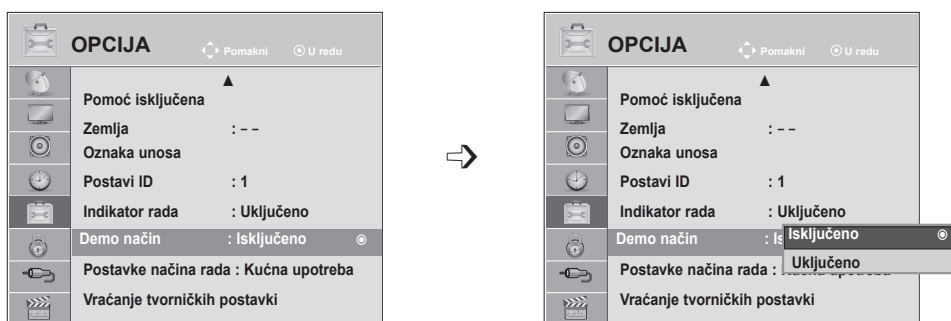 OPCIJA Pomakni U redu
▲
Pomoć isključena
Zemlja : – –
Oznaka unosa
Postavi ID : 1
Indikator rada : Uključeno
Demo način : Isključeno
Postavke načina rada : Kućna upotreba
Vraćanje tvorničkih postavki
OPCIJA Pomakni U redu
▲
Pomoć isključena
Zemlja : – –
Oznaka unosa
Postavi ID : 1
Indikator rada : Uključeno
Demo način : Is
Isključeno
Uključeno
Postavke načina rada :
Vraćanje tvorničkih postavki